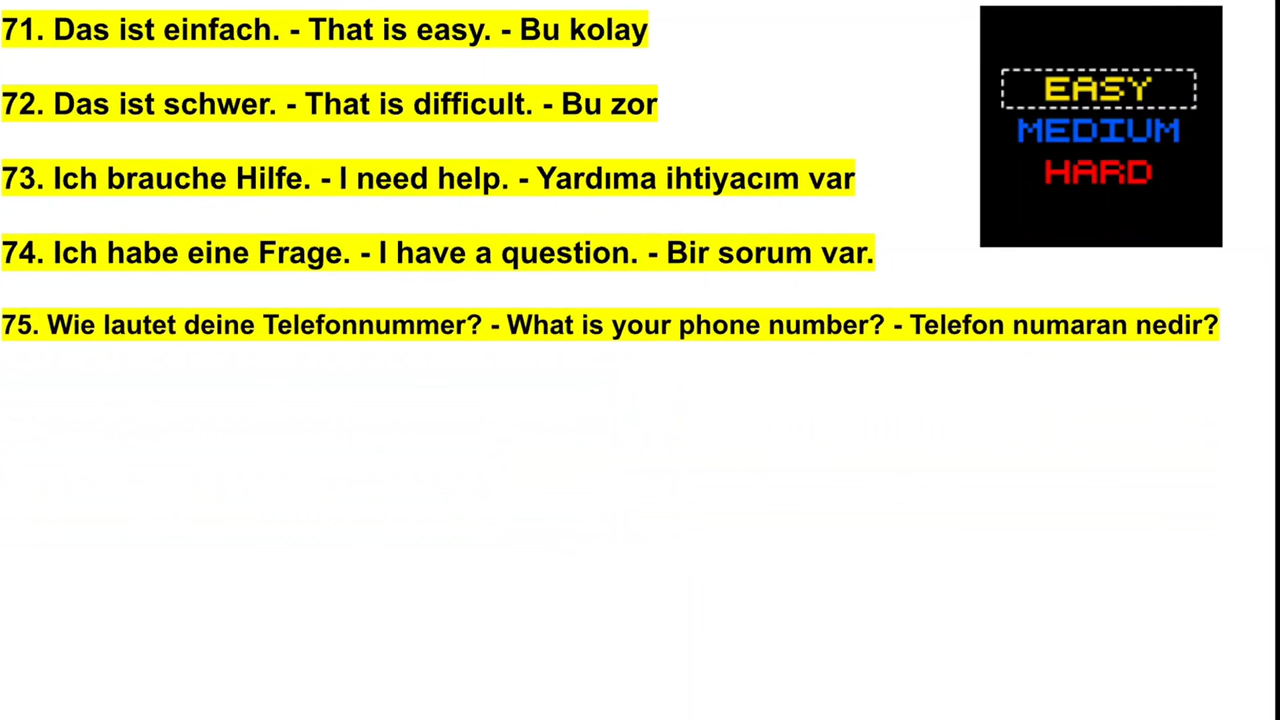 71. Das ist einfach. - That is easy. - Bu kolay
72. Das ist schwer. - That is difficult. - Bu zor
73. Ich brauche Hilfe. - I need help. - Yardıma ihtiyacım var
74. Ich habe eine Frage. - I have a question. - Bir sorum var.
75. Wie lautet deine Telefonnummer? - What is your phone number? - Telefon numaran nedir?
EASY
MEDIUM
HARD